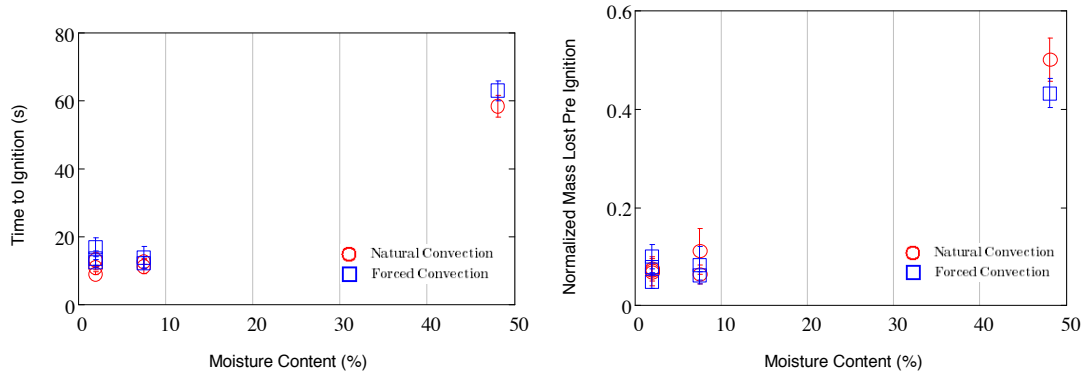 80
60
40
20
0
Time to Ignition (s)
Natural Convection
Forced Convection
0 10 20 30 40 50
Moisture Content (%)
0.6
0.4
0.2
0
Normalized Mass Lost Pre Ignition
Natural Convection
Forced Convection
0 10 20 30 40 50
Moisture Content (%)